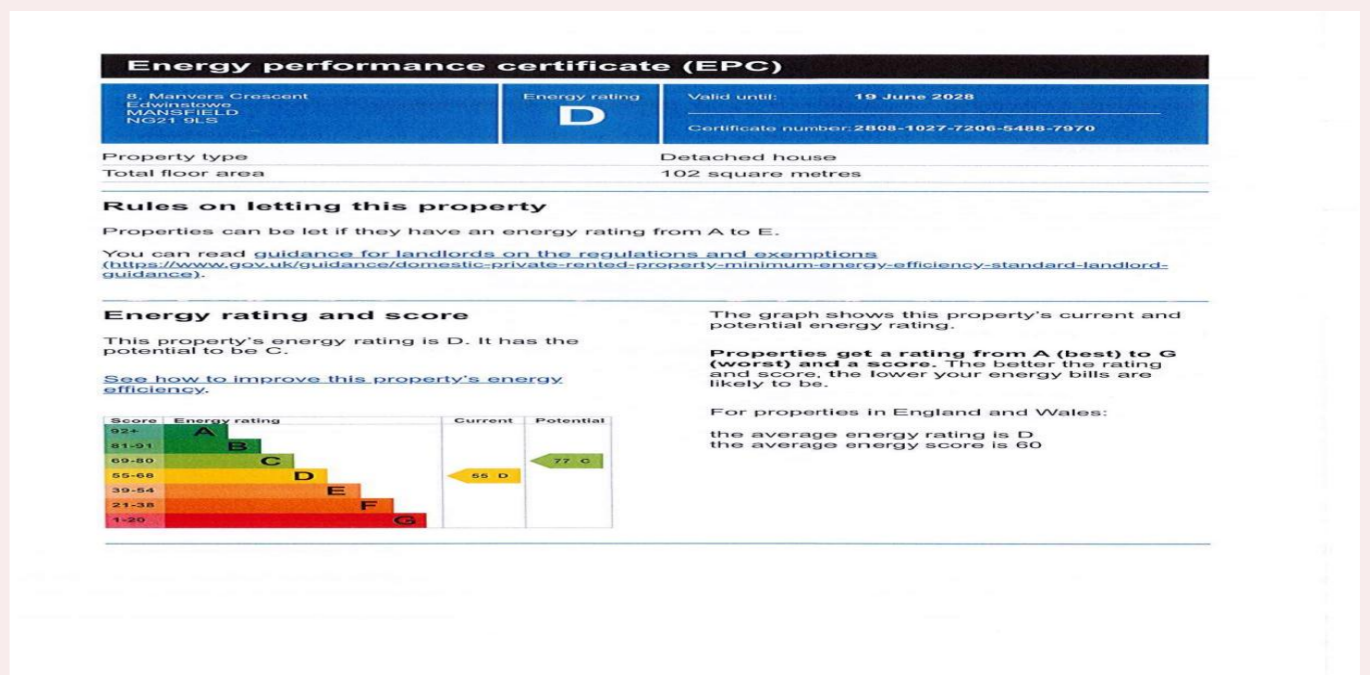 Energy performance certificate (EPC)
8, Manvers Crescent
Edwinstowe
MANSFIELD
NG21 9LS
Energy rating
D
Valid until: 19 June 2028
Certificate number: 2808-1027-7206-5488-7970
Property type Detached house
Total floor area 102 square metres
Rules on letting this property
Properties can be let if they have an energy rating from A to E.
You can read guidance for landlords on the regulations and exemptions
(https://www.gov.uk/guidance/domestic-private-rented-property-minimum-energy-efficiency-standard-landlord-
guidance).
Energy rating and score
This property's energy rating is D. It has the
potential to be C.
See how to improve this property's energy
efficiency.
Score Energy rating Current Potential
92+ A
81-91 B
69-80 C 77 C
55-68 D 55 D
39-54 E
21-38 F
1-20 G
The graph shows this property's current and
potential energy rating.
Properties get a rating from A (best) to G
(worst) and a score. The better the rating
and score, the lower your energy bills are
likely to be.
For properties in England and Wales:
the average energy rating is D
the average energy score is 60